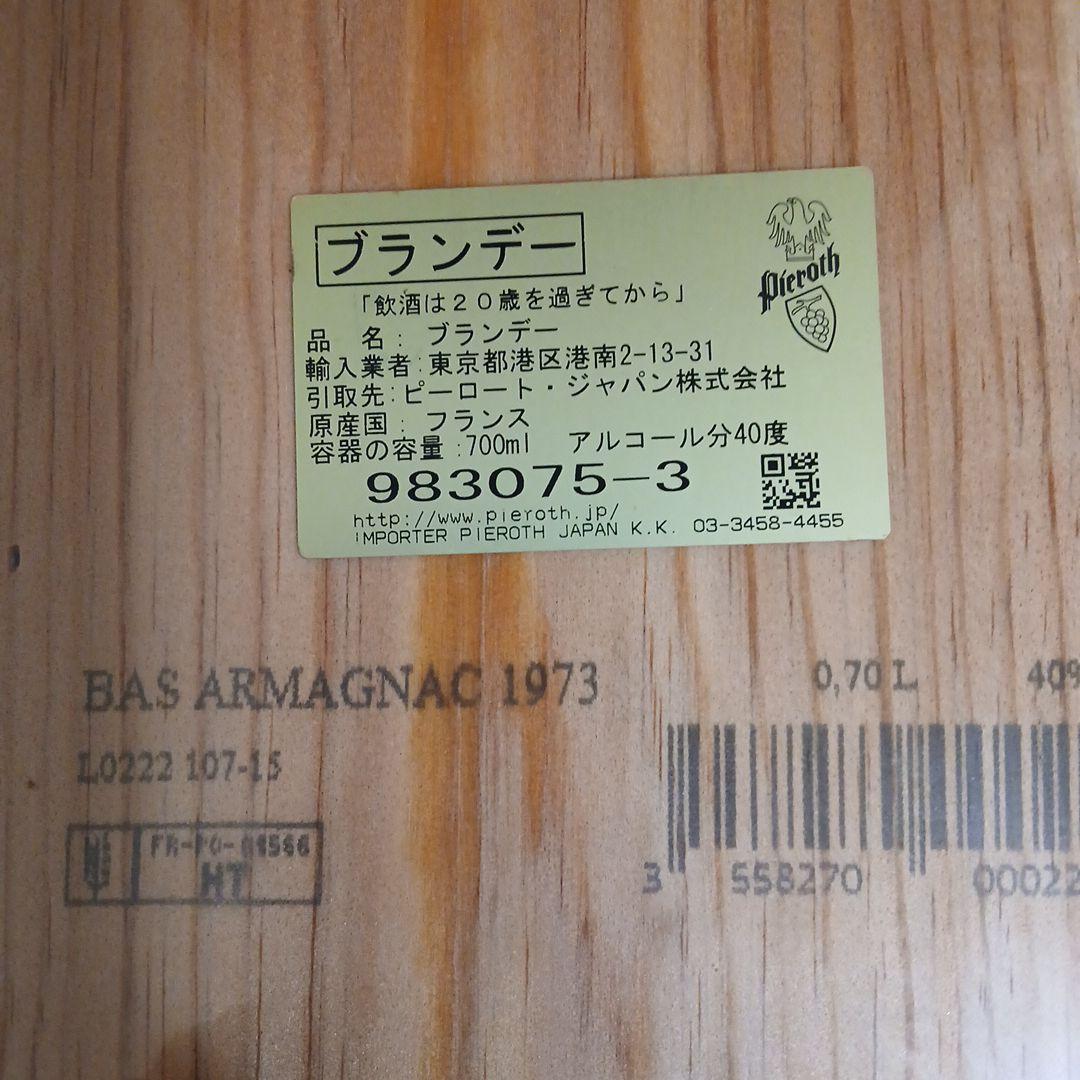 ブランデー
Pieroth
「飲酒は20歳を過ぎてから」
品　名： ブランデー
輸入業者：東京都港区港南2-13-31
引取先：ピーロート・ジャパン株式会社
原産国： フランス
容器の容量：700ml アルコール分40度
983075-3
http://www.pieroth.jp/
IMPORTER PIEROTH JAPAN K.K. 03-3458-4455
BAS ARMAGNAC 1973 0,70 L 40%
L0222 107-15
HT
3 558270 00022